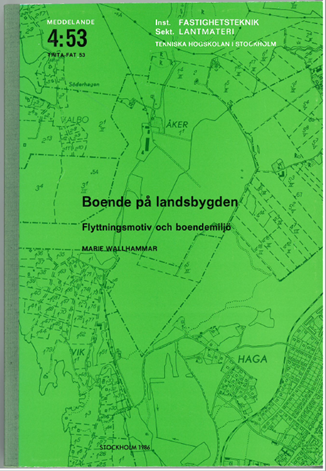 MEDDELANDE
4:53
TRITA-FAT 53
Inst. FASTIGHETSTEKNIK
Sekt. LANTMÄTERI
TEKNISKA HÖGSKOLAN I STOCKHOLM
Söderhagen
VALBO
ÅKER
Boende på landsbygden
Flyttningsmotiv och boendemiljö
MARIE WALLHAMMAR
VIK
HAGA
STOCKHOLM 1986